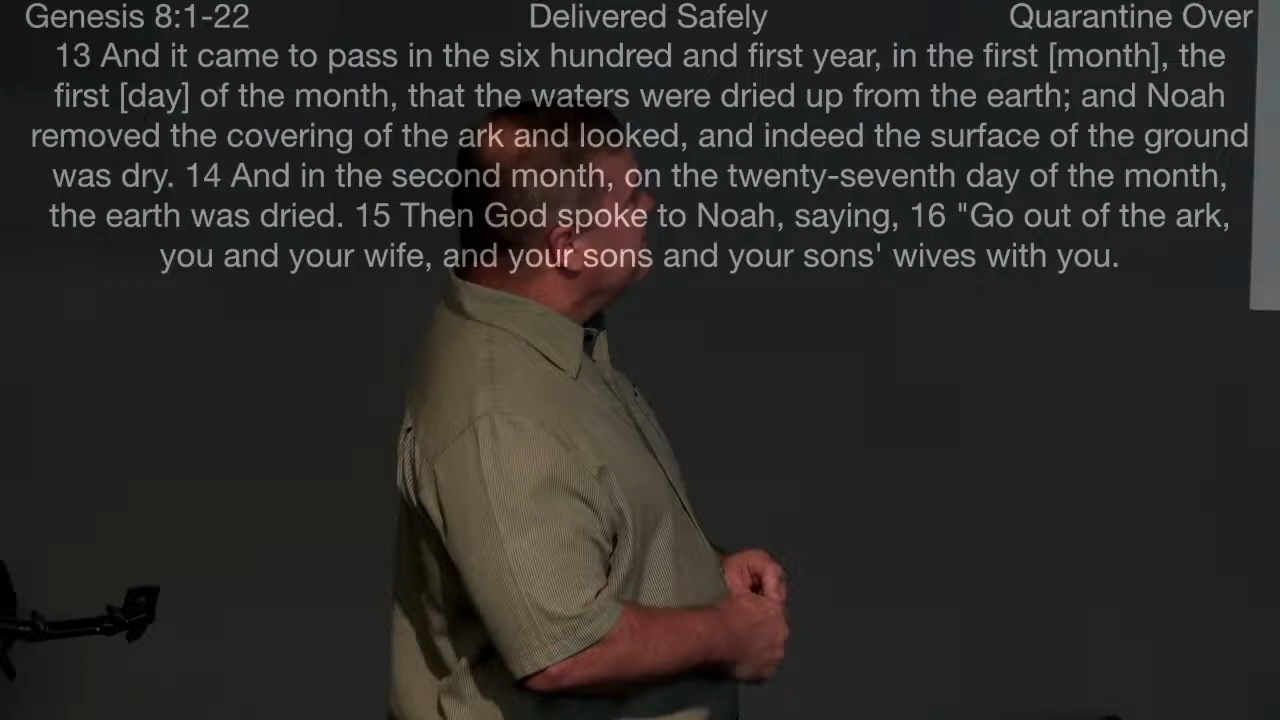 Genesis 8:1-22 Delivered Safely Quarantine Over
13 And it came to pass in the six hundred and first year, in the first [month], the
first [day] of the month, that the waters were dried up from the earth; and Noah
removed the covering of the ark and looked, and indeed the surface of the ground
was dry. 14 And in the second month, on the twenty-seventh day of the month,
the earth was dried. 15 Then God spoke to Noah, saying, 16 "Go out of the ark,
you and your wife, and your sons and your sons' wives with you.